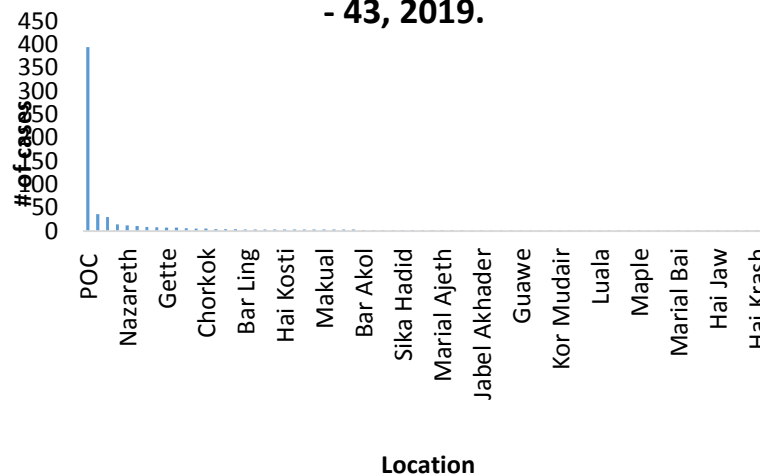 - 43, 2019.
450
400
350
300
250
200
150
100
50
0
# of cases
POC
Nazareth
Gette
Chorkok
Bar Ling
Hai Kosti
Makual
Bar Akol
Sika Hadid
Marial Ajeth
Jabel Akhader
Guawe
Kor Mudair
Luala
Maple
Marial Bai
Hai Jaw
Hai Krash
Location